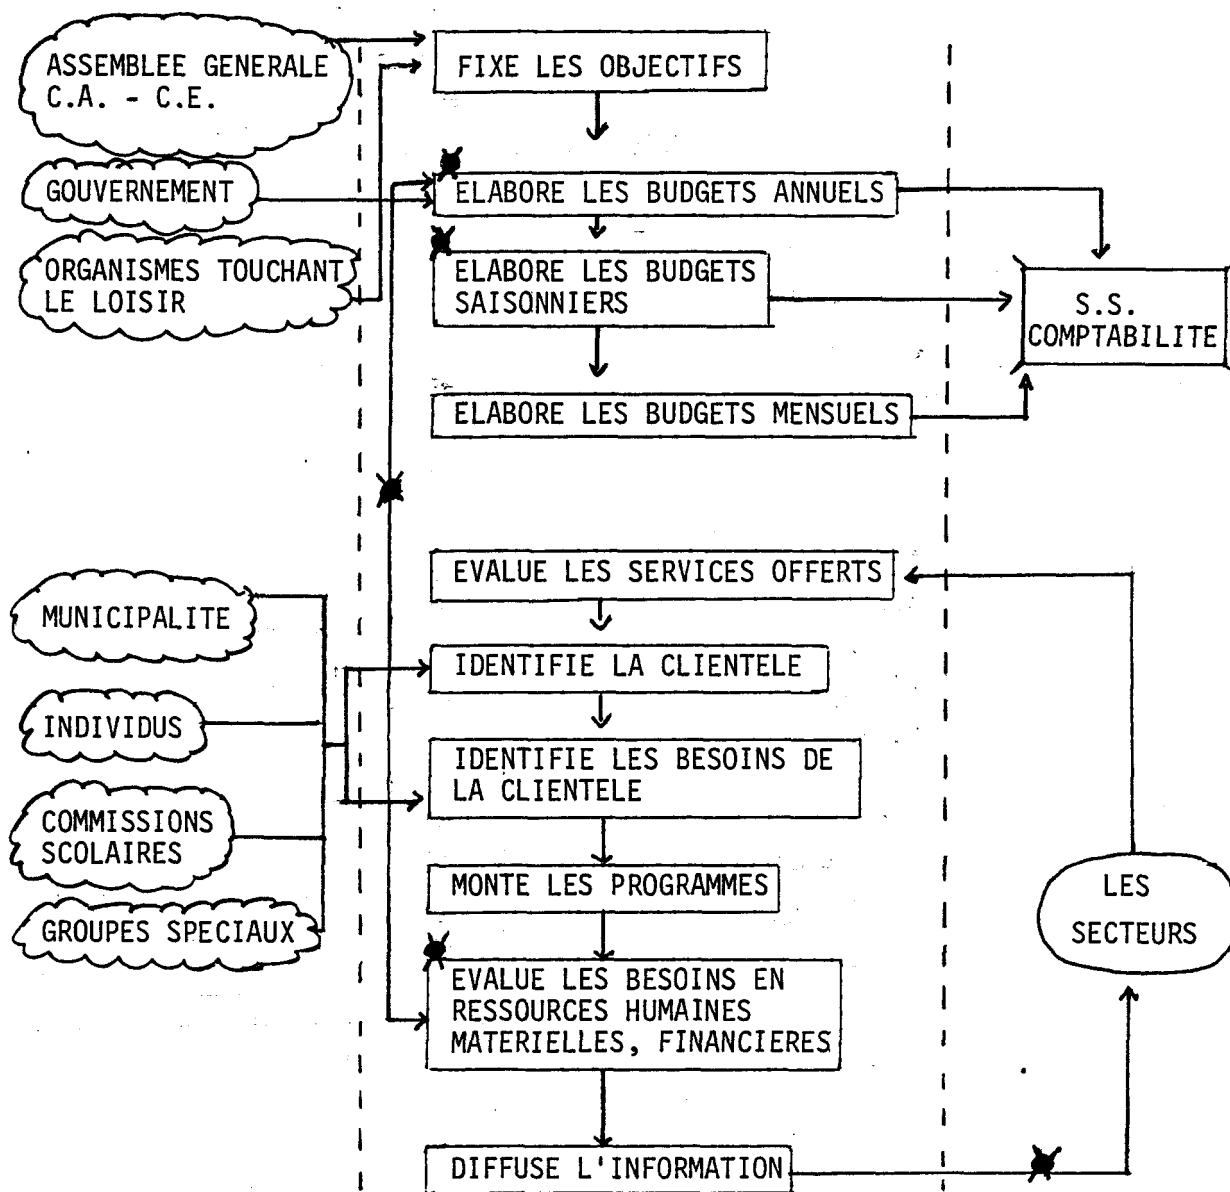 ASSEMBLEE GENERALE
C.A. - C.E.
FIXE LES OBJECTIFS
GOUVERNEMENT
ELABORE LES BUDGETS ANNUELS
ORGANISMES TOUCHANT
LE LOISIR
ELABORE LES BUDGETS
SAISONNIERS
S.S.
COMPTABILITE
ELABORE LES BUDGETS MENSUELS
EVALUE LES SERVICES OFFERTS
MUNICIPALITE
IDENTIFIE LA CLIENTELE
INDIVIDUS
IDENTIFIE LES BESOINS DE
LA CLIENTELE
COMMISSIONS
SCOLAIRES
MONTE LES PROGRAMMES
LES
SECTEURS
GROUPES SPECIAUX
EVALUE LES BESOINS EN
RESSOURCES HUMAINES
MATERIELLES, FINANCIERES
DIFFUSE L'INFORMATION